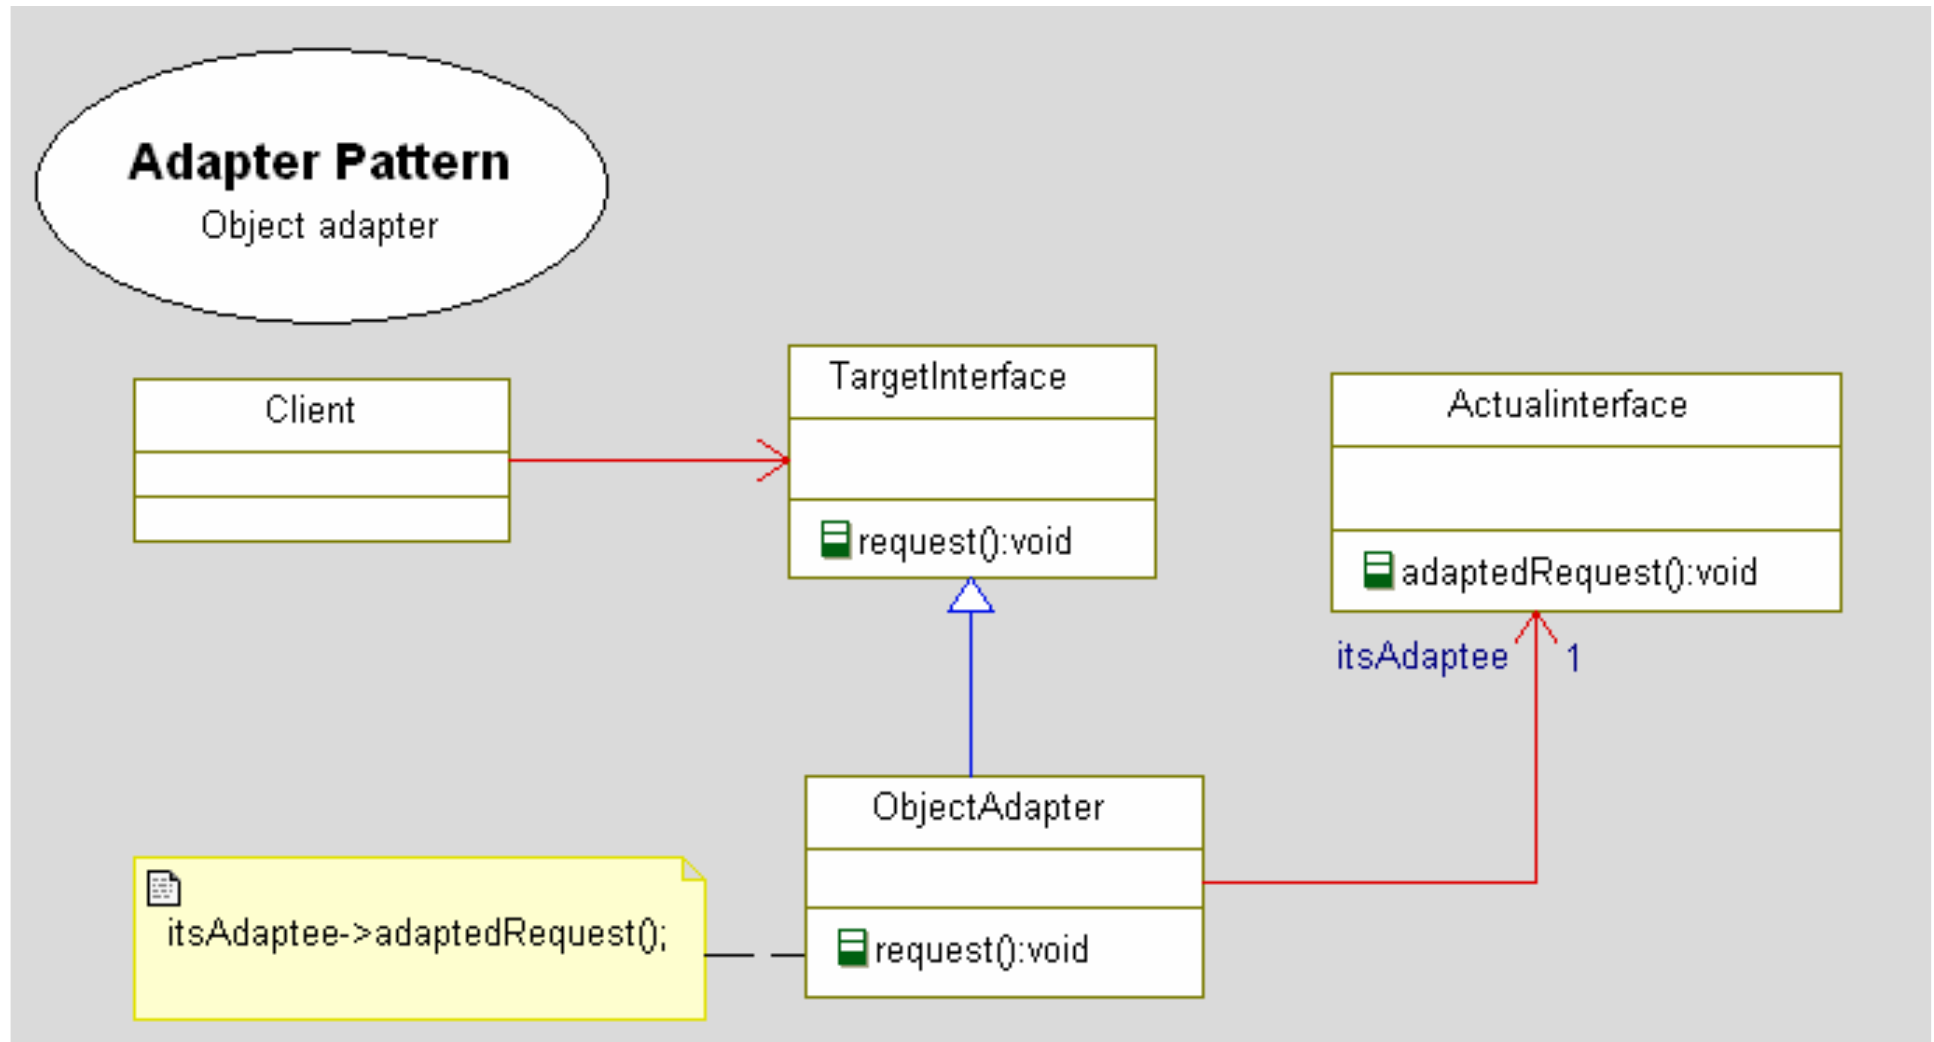 Adapter Pattern
Object adapter
Client
TargetInterface
request():void
Actualinterface
adaptedRequest():void
itsAdaptee
1
ObjectAdapter
request():void
itsAdaptee->adaptedRequest();